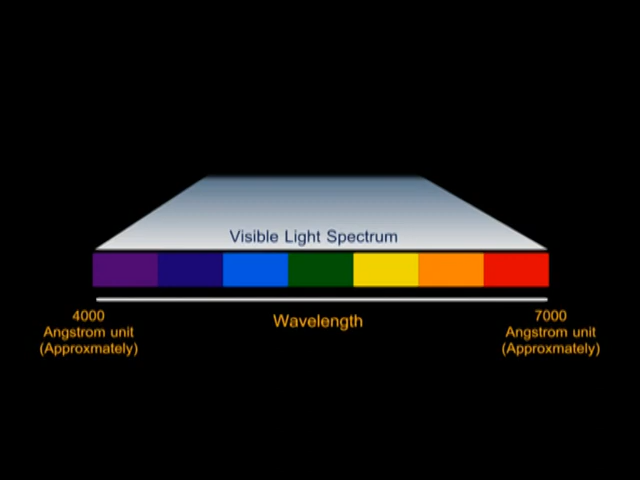 Visible Light Spectrum
4000
Angstrom unit
(Approxmately)
Wavelength
7000
Angstrom unit
(Approxmately)